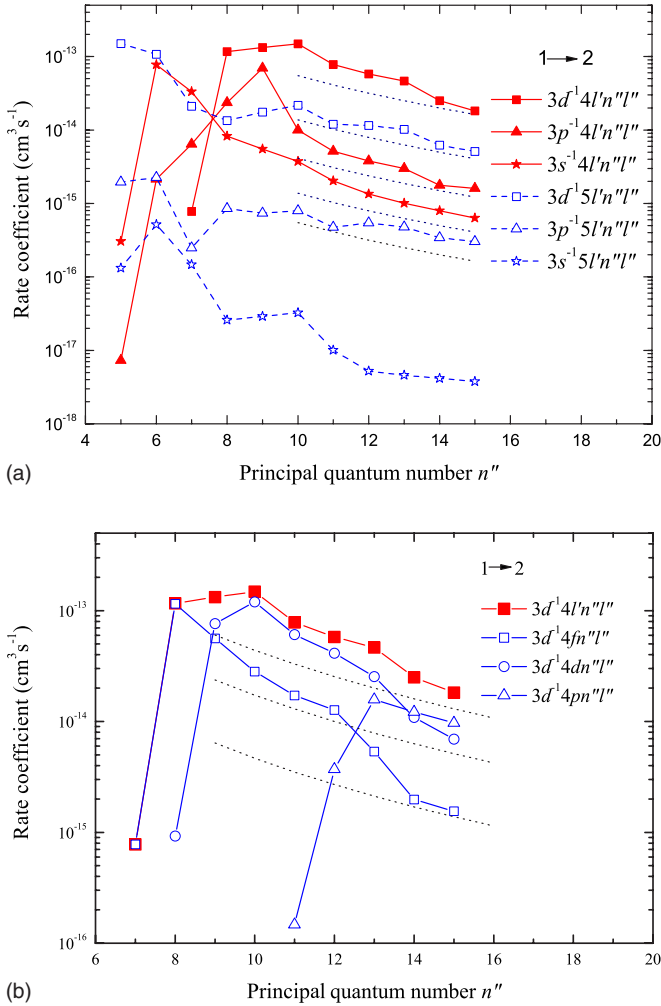 10⁻¹³
10⁻¹⁴
10⁻¹⁵
10⁻¹⁶
10⁻¹⁷
10⁻¹⁸
Rate coefficient (cm³ s⁻¹)
1→2
3d⁻¹4l'n"l"
3p⁻¹4l'n"l"
3s⁻¹4l'n"l"
3d⁻¹5l'n"l"
3p⁻¹5l'n"l"
3s⁻¹5l'n"l"
4 6 8 10 12 14 16 18 20
(a) Principal quantum number n"
10⁻¹³
10⁻¹⁴
10⁻¹⁵
10⁻¹⁶
Rate coefficient (cm³ s⁻¹)
1→2
3d⁻¹4l'n"l"
3d⁻¹4fn"l"
3d⁻¹4dn"l"
3d⁻¹4pn"l"
6 8 10 12 14 16 18 20
(b) Principal quantum number n"